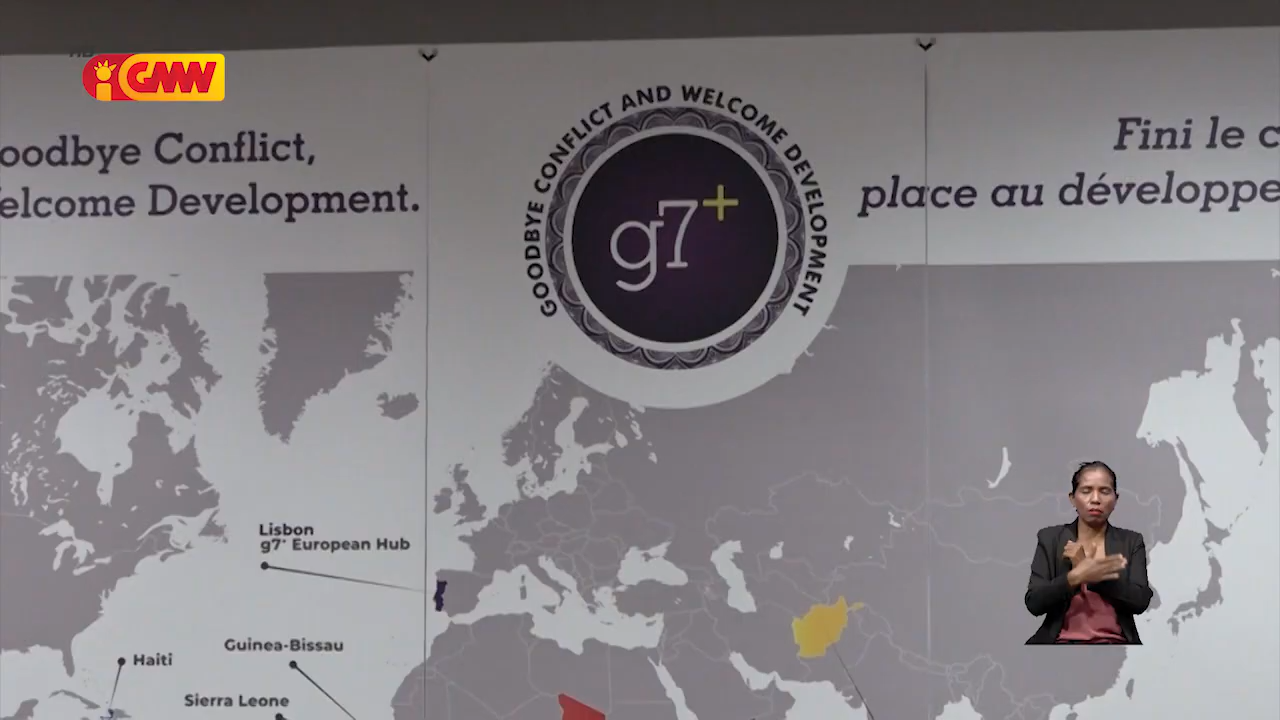 GMN
oodbye Conflict,
elcome Development.
GOODBYE CONFLICT AND WELCOME DEVELOPMENT
g7+
Fini le c
place au développe
Lisbon
g7+ European Hub
Guinea-Bissau
Haiti
Sierra Leone